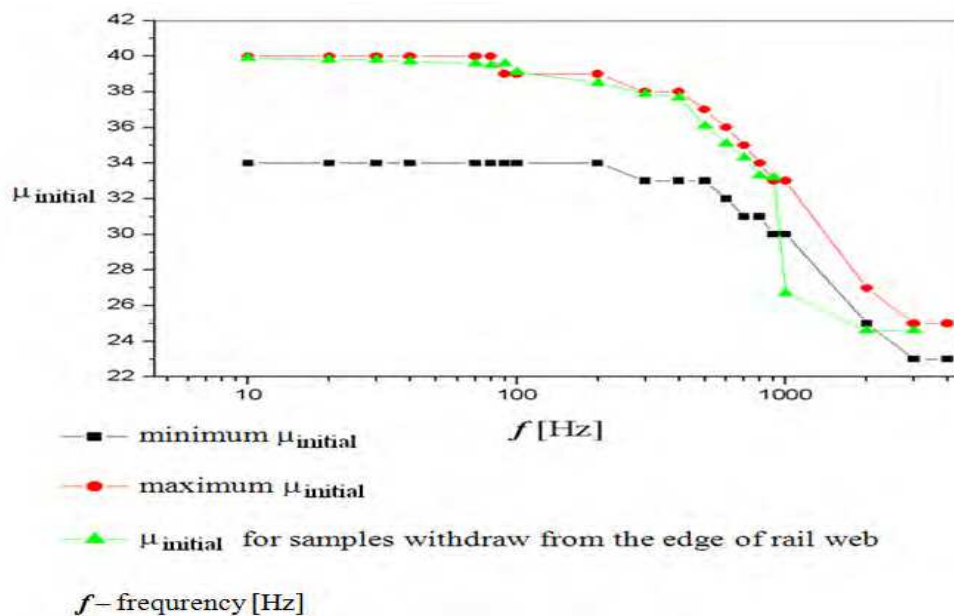 42
40
38
36
34
32
30
28
26
24
22
μ initial
10 100 1000
f [Hz]
minimum μ initial
maximum μ initial
μ initial for samples withdraw from the edge of rail web
f – frequrency [Hz]